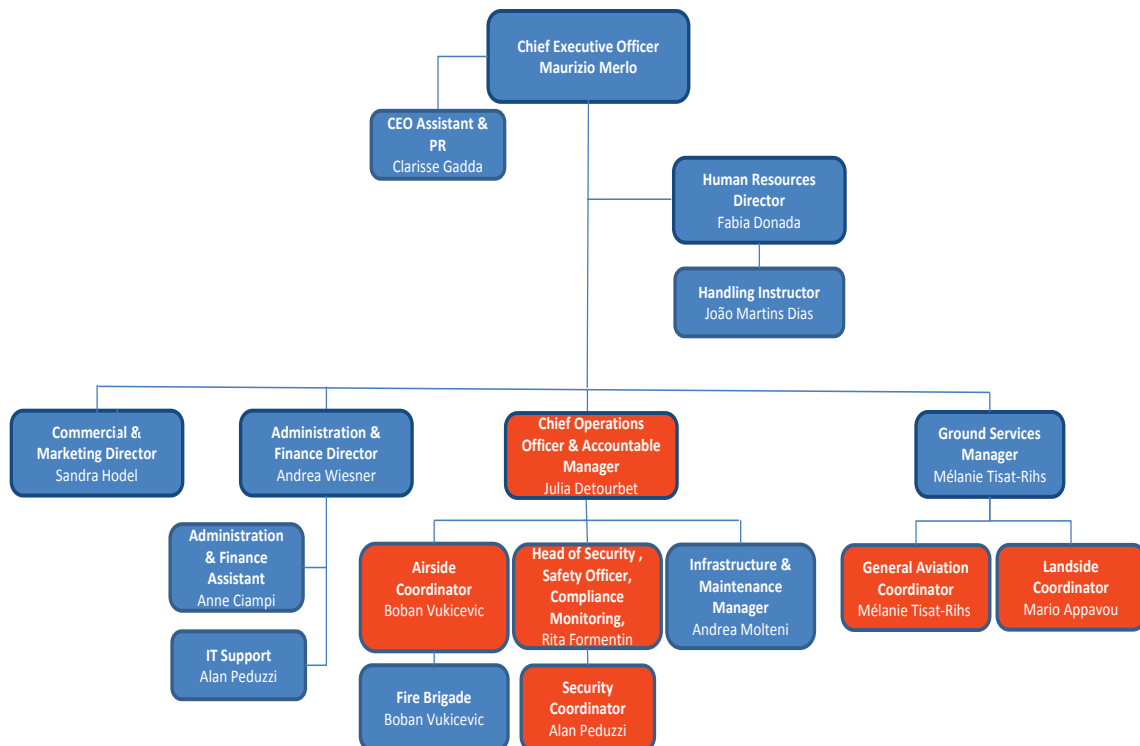 Chief Executive Officer
Maurizio Merlo
CEO Assistant &
PR
Clarisse Gadda
Human Resources
Director
Fabia Donada
Handling Instructor
João Martins Dias
Commercial &
Marketing Director
Sandra Hodel
Administration &
Finance Director
Andrea Wiesner
Chief Operations
Officer & Accountable
Manager
Julia Detourbet
Ground Services
Manager
Mélanie Tisat-Rihs
Administration
& Finance
Assistant
Anne Ciampi
IT Support
Alan Peduzzi
Airside
Coordinator
Boban Vukicevic
Head of Security ,
Safety Officer,
Compliance
Monitoring,
Rita Formentin
Infrastructure &
Maintenance
Manager
Andrea Molteni
General Aviation
Coordinator
Mélanie Tisat-Rihs
Landside
Coordinator
Mario Appavou
Fire Brigade
Boban Vukicevic
Security
Coordinator
Alan Peduzzi